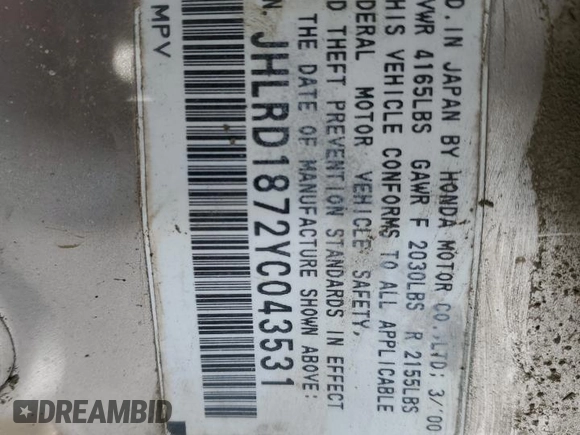 D. IN JAPAN BY HONDA MOTOR CO.,LTD; 3/'00
VWR 4165LBS GAWR F 2030LBS R 2155LBS
HIS VEHICLE CONFORMS TO ALL APPLICABLE
DERAL MOTOR VEHICLE SAFETY,
D THEFT PREVENTION STANDARDS IN EFFECT
THE DATE OF MANUFACTURE SHOWN ABOVE:
N JHLRD1872YC043531
MPV
DREAMBID